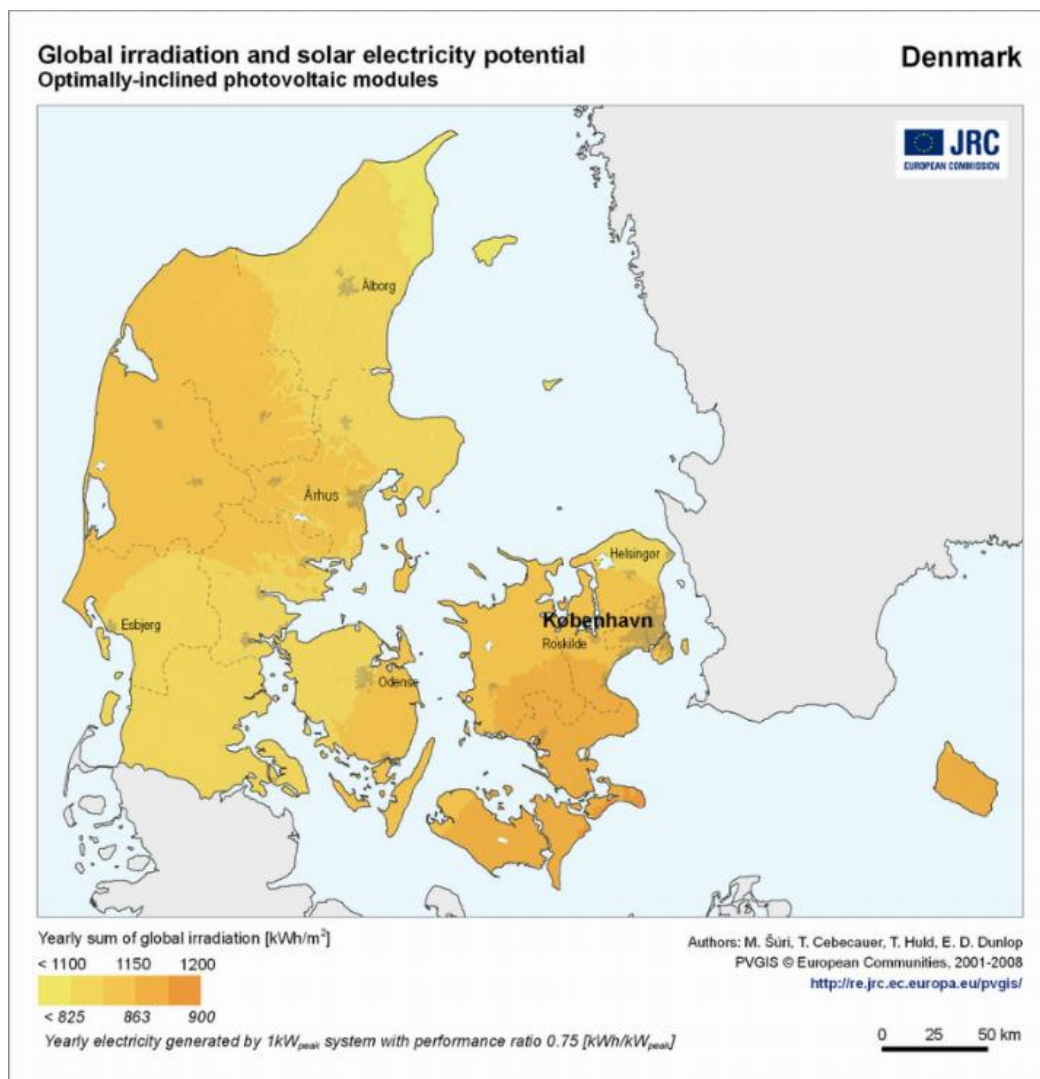 Global irradiation and solar electricity potential
Optimally-inclined photovoltaic modules
Denmark
JRC
EUROPEAN COMMISSION
Ålborg
Århus
Helsingør
København
Roskilde
Esbjerg
Odense
Yearly sum of global irradiation [kWh/m²]
< 1100 1150 1200
< 825 863 900
Yearly electricity generated by 1kWpeak system with performance ratio 0.75 [kWh/kWpeak]
Authors: M. Šúri, T. Cebecauer, T. Huld, E. D. Dunlop
PVGIS © European Communities, 2001-2008
http://re.jrc.ec.europa.eu/pvgis/
0 25 50 km